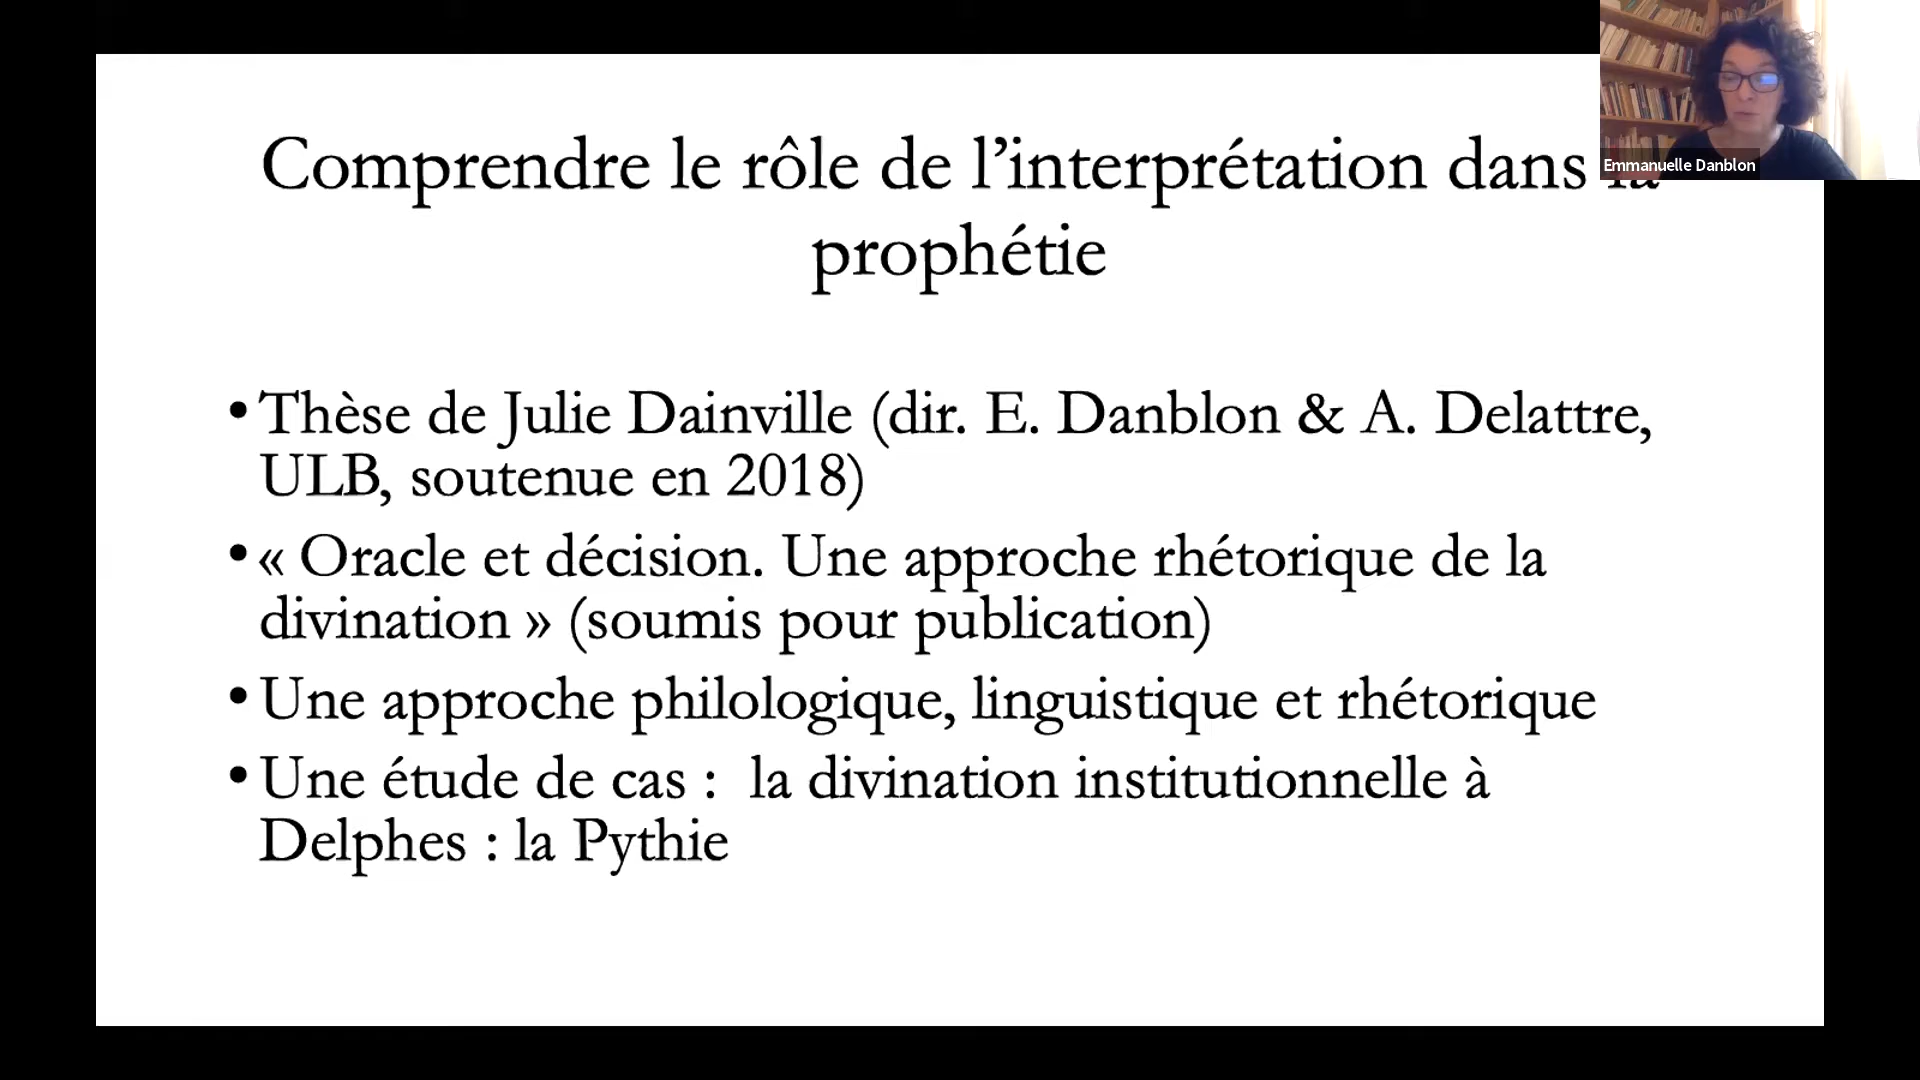 Comprendre le rôle de l’interprétation dans la
prophétie
Emmanuelle Danblon
• Thèse de Julie Dainville (dir. E. Danblon & A. Delattre,
ULB, soutenue en 2018)
• « Oracle et décision. Une approche rhétorique de la
divination » (soumis pour publication)
• Une approche philologique, linguistique et rhétorique
• Une étude de cas :  la divination institutionnelle à
Delphes : la Pythie